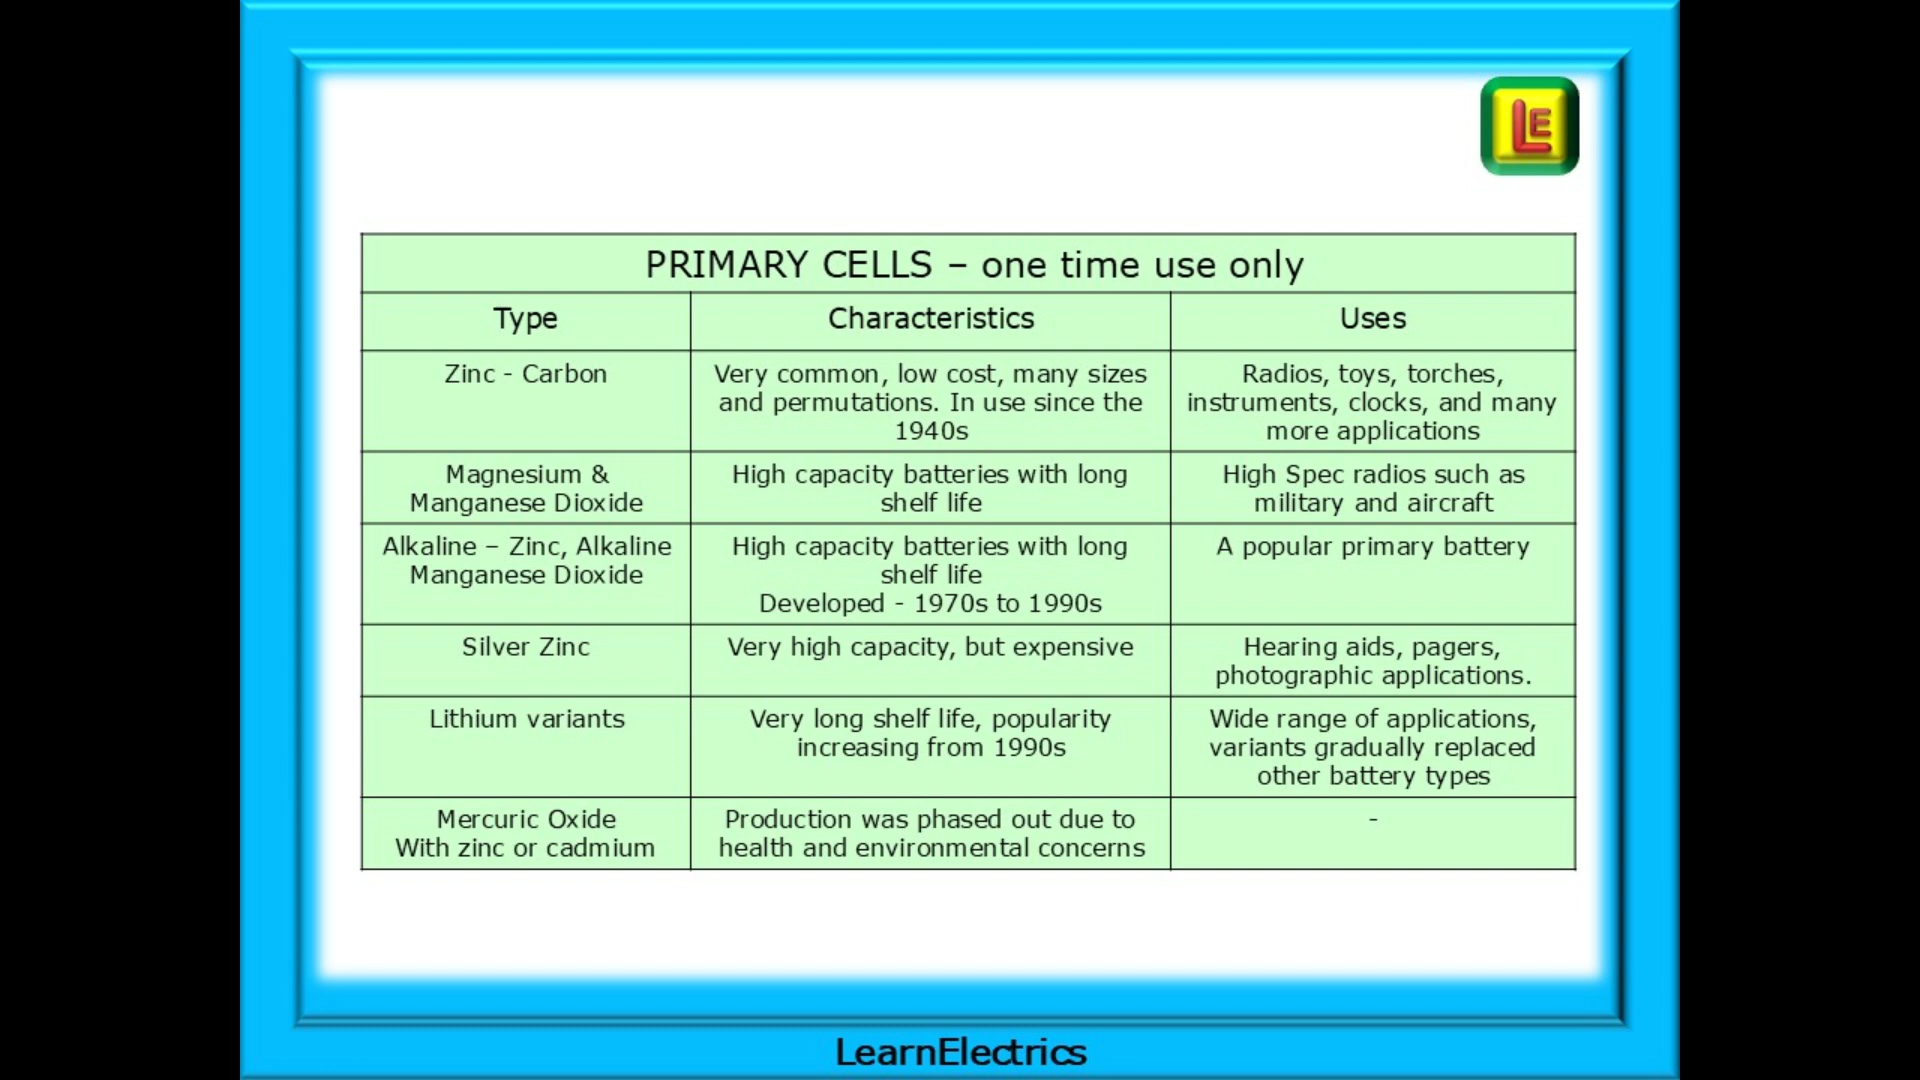 LE
PRIMARY CELLS – one time use only
Type
Characteristics
Uses
Zinc - Carbon
Very common, low cost, many sizes
and permutations. In use since the
1940s
Radios, toys, torches,
instruments, clocks, and many
more applications
Magnesium &
Manganese Dioxide
High capacity batteries with long
shelf life
High Spec radios such as
military and aircraft
Alkaline – Zinc, Alkaline
Manganese Dioxide
High capacity batteries with long
shelf life
Developed - 1970s to 1990s
A popular primary battery
Silver Zinc
Very high capacity, but expensive
Hearing aids, pagers,
photographic applications.
Lithium variants
Very long shelf life, popularity
increasing from 1990s
Wide range of applications,
variants gradually replaced
other battery types
Mercuric Oxide
With zinc or cadmium
Production was phased out due to
health and environmental concerns
-
LearnElectrics